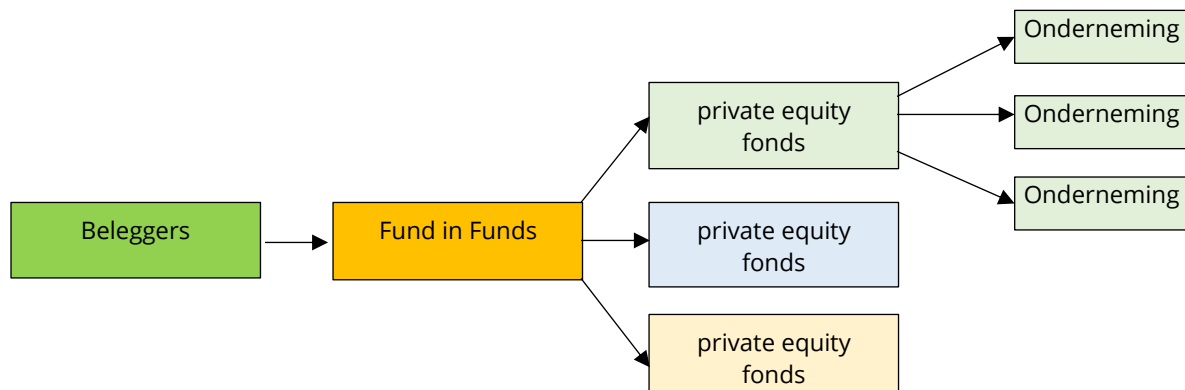 Beleggers
Fund in Funds
private equity
fonds
private equity
fonds
private equity
fonds
Onderneming
Onderneming
Onderneming